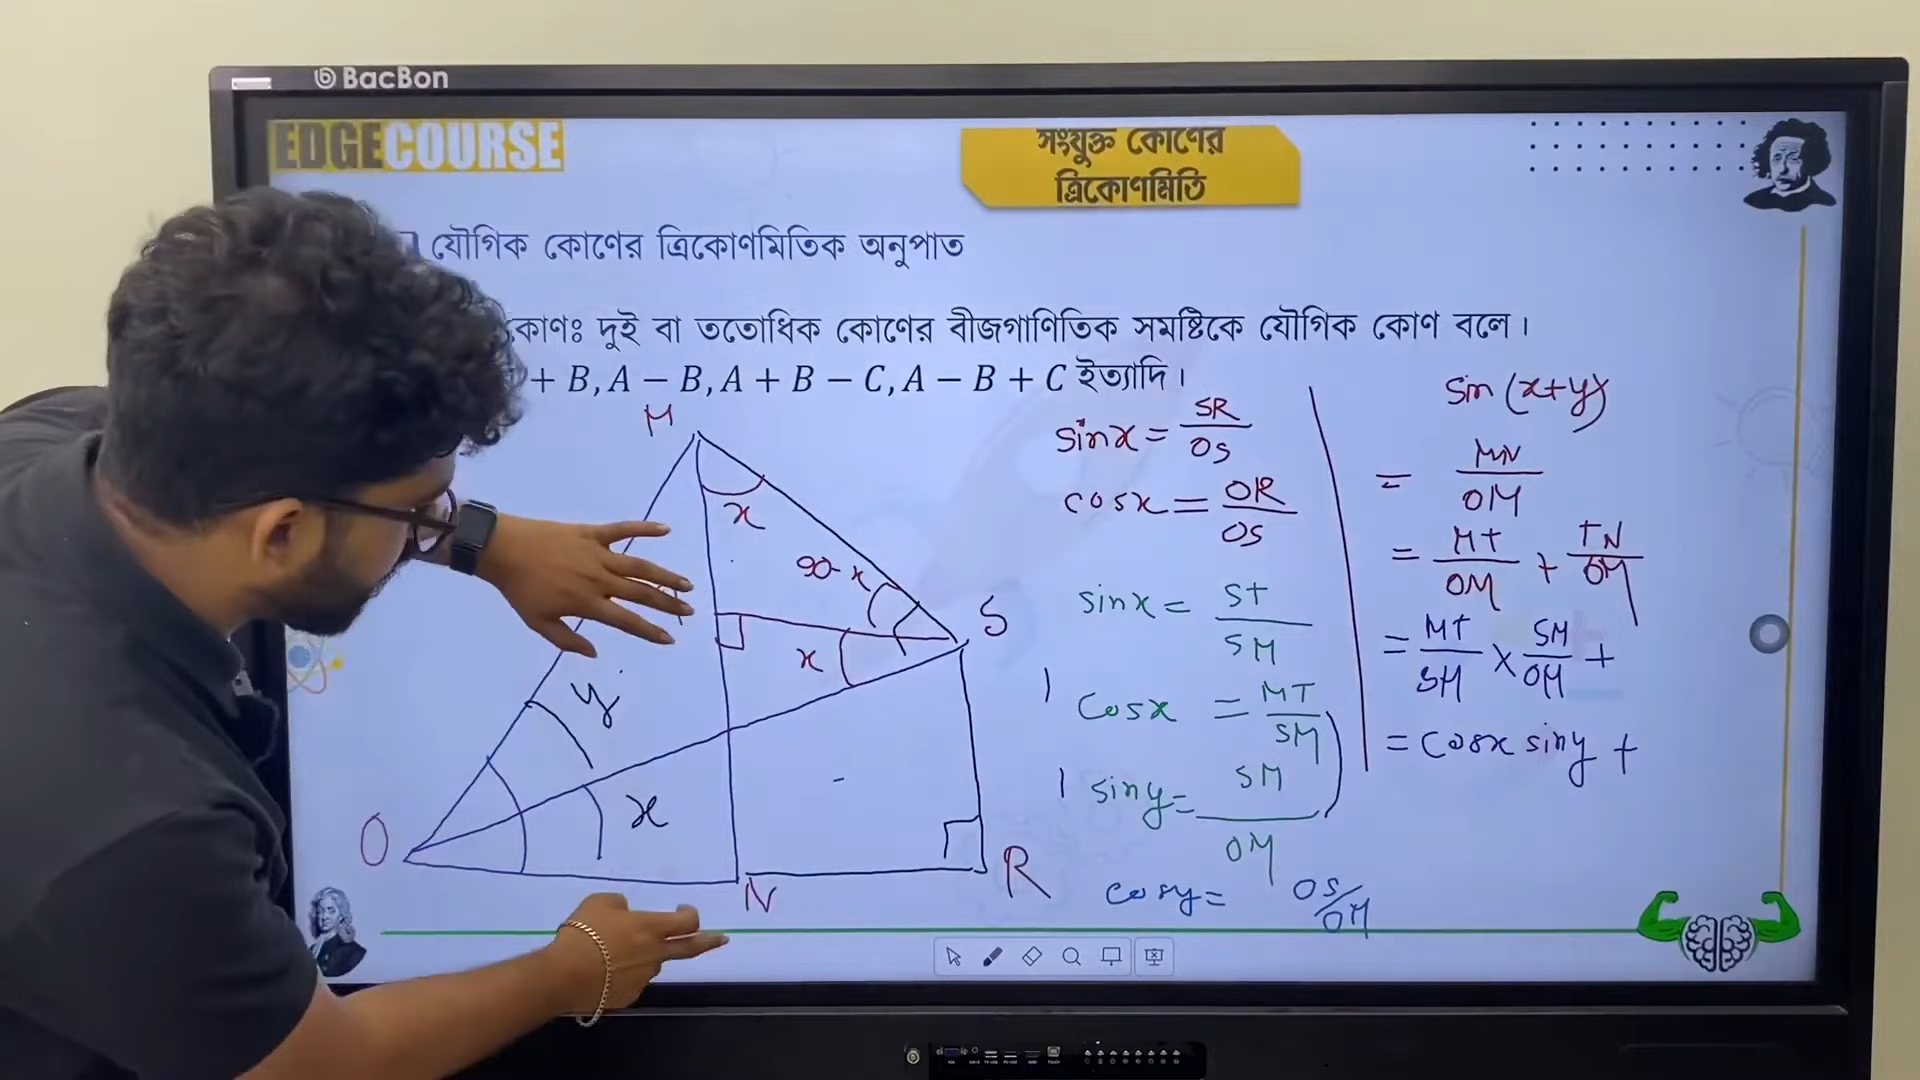 BacBon
EDGECOURSE
সংযুক্ত কোণের
ত্রিকোণমিতি
যৌগিক কোণের ত্রিকোণমিতিক অনুপাত
কোণঃ দুই বা ততোধিক কোণের বীজগাণিতিক সমষ্টিকে যৌগিক কোণ বলে।
+ B, A − B, A + B − C, A − B + C ইত্যাদি।
M
x
90-x
S
x
y
x
O
N
R
sinx = SR/OS
cosx = OR/OS
sinx = ST/SM
cosx = MT/SM
siny = SM/OM
cosy = OS/OM
sin (x+y)
= MN/OM
= MT/OM + TN/OM
= MT/SM × SM/OM +
= cosx siny +